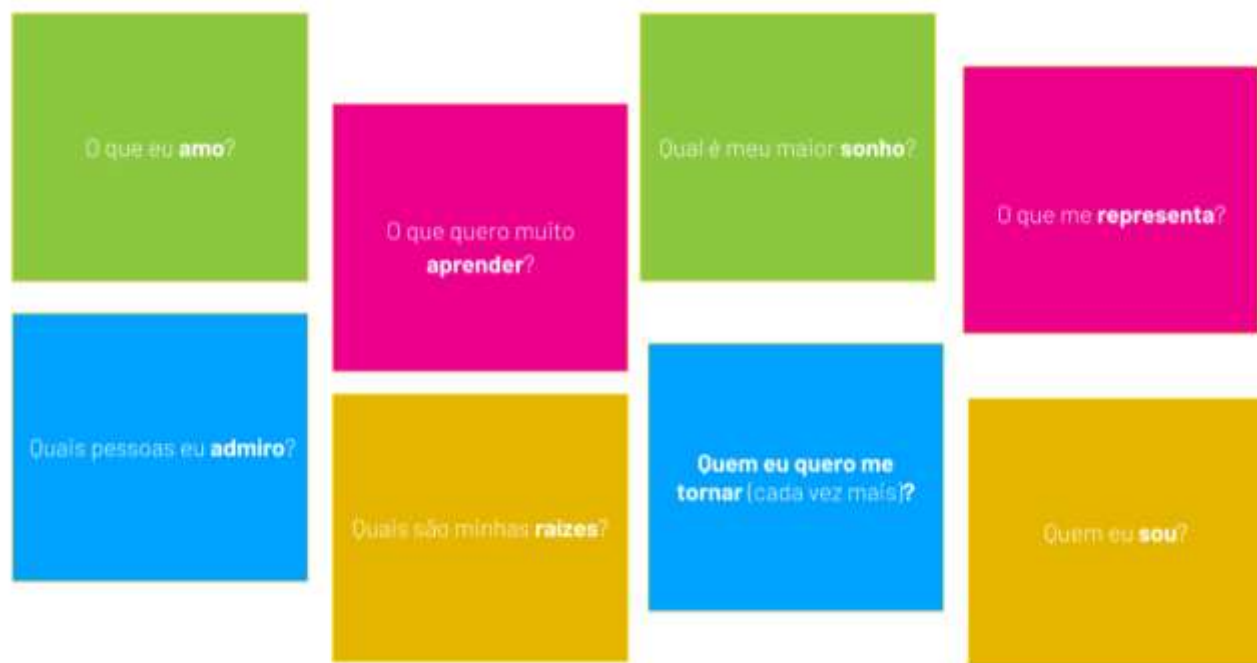 O que eu amo?
O que quero muito
aprender?
Qual é meu maior sonho?
O que me representa?
Quais pessoas eu admiro?
Quais são minhas raízes?
Quem eu quero me
tornar (cada vez mais)?
Quem eu sou?